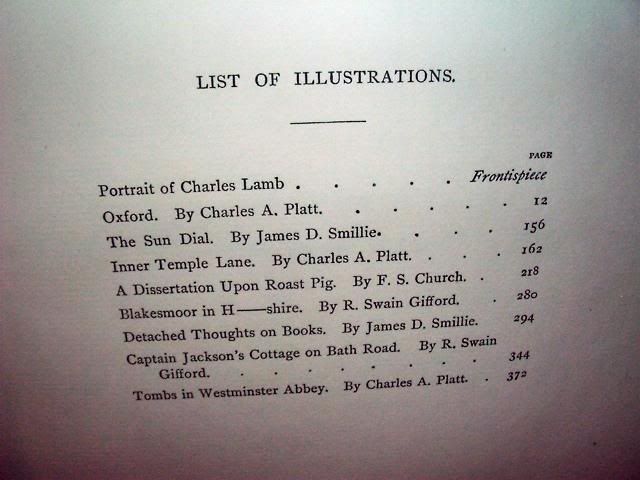 LIST OF ILLUSTRATIONS.
PAGE
Portrait of Charles Lamb . . . . . Frontispiece
Oxford. By Charles A. Platt. . . . . . 12
The Sun Dial. By James D. Smillie. . . . 156
Inner Temple Lane. By Charles A. Platt. . . . 162
A Dissertation Upon Roast Pig. By F. S. Church. . 218
Blakesmoor in H——shire. By R. Swain Gifford. . 280
Detached Thoughts on Books. By James D. Smillie. 294
Captain Jackson's Cottage on Bath Road. By R. Swain
Gifford. . . . . . . . . 344
Tombs in Westminster Abbey. By Charles A. Platt. . 372